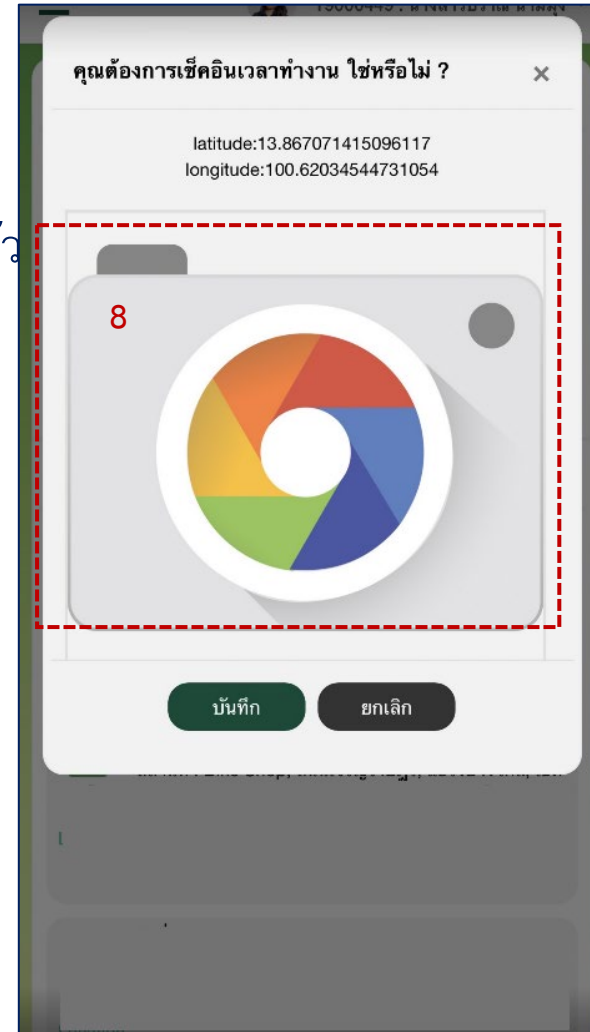 คุณต้องการเช็คอินเวลาทำงาน ใช่หรือไม่ ?
×
latitude:13.867071415096117
longitude:100.62034544731054
8
บันทึก
ยกเลิก